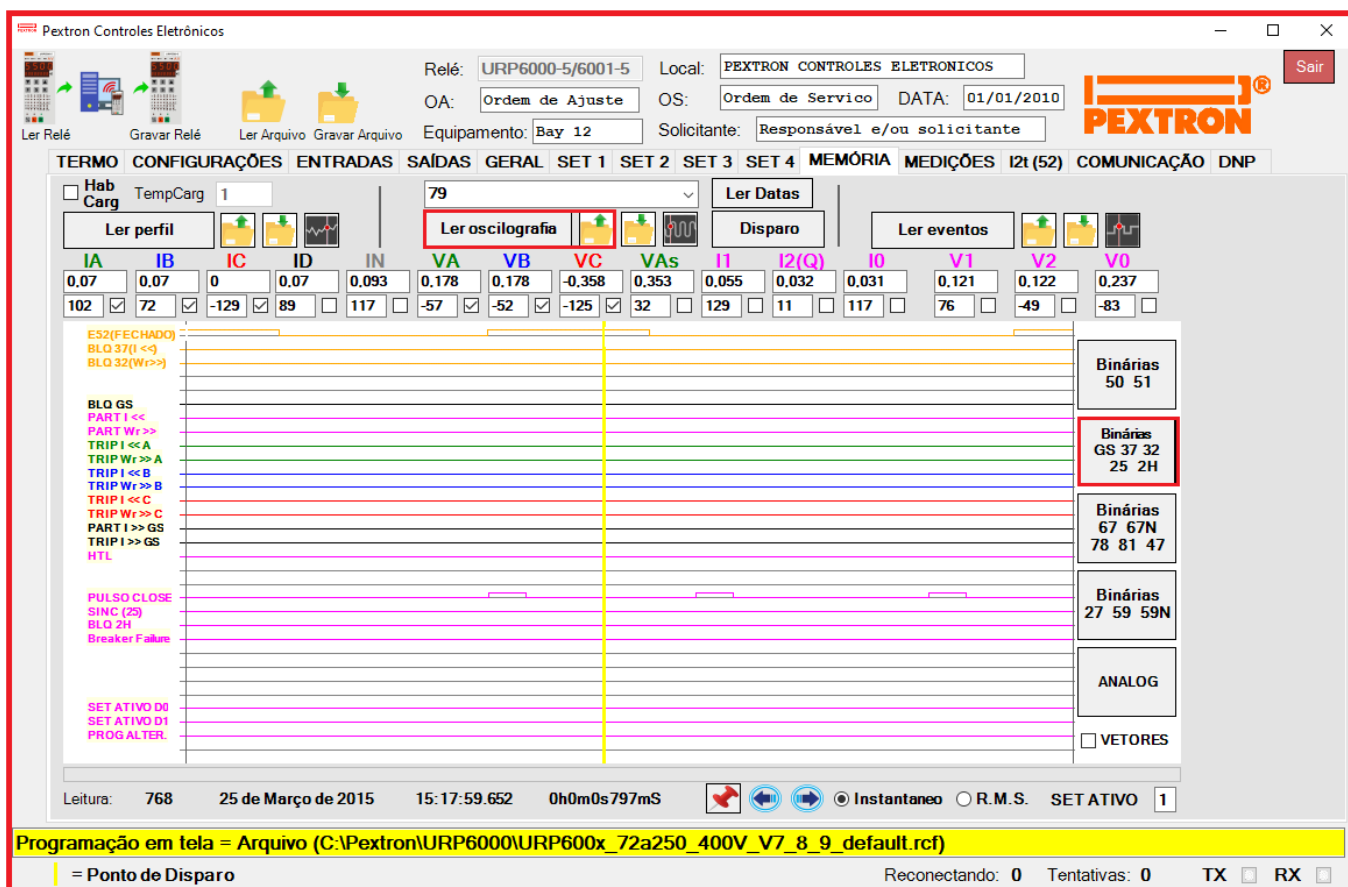 Pextron Controles Eletrônicos
Relé: URP6000-5/6001-5 Local: PEXTRON CONTROLES ELETRONICOS Sair
OA: Ordem de Ajuste OS: Ordem de Servico DATA: 01/01/2010
Equipamento: Bay 12 Solicitante: Responsável e/ou solicitante
PEXTRON®
Ler Relé Gravar Relé Ler Arquivo Gravar Arquivo
TERMO CONFIGURAÇÕES ENTRADAS SAÍDAS GERAL SET 1 SET 2 SET 3 SET 4 MEMÓRIA MEDIÇÕES I2t (52) COMUNICAÇÃO DNP
Hab Carg TempCarg 1 79 Ler Datas
Ler perfil Ler oscilografia Disparo Ler eventos
IA IB IC ID IN VA VB VC VAs I1 I2(Q) I0 V1 V2 V0
0,07 0,07 0 0,07 0,093 0,178 0,178 -0,358 0,353 0,055 0,032 0,031 0,121 0,122 0,237
102 72 -129 89 117 -57 -52 -125 32 129 11 117 76 -49 -83
E52(FECHADO)
BLQ 37(I <<)
BLQ 32(Wr>>)
BLQ GS
PART I <<
PART Wr >>
TRIP I << A
TRIP Wr >> A
TRIP I << B
TRIP Wr >> B
TRIP I << C
TRIP Wr >> C
PART I >> GS
TRIP I >> GS
HTL
PULSO CLOSE
SINC (25)
BLQ 2H
Breaker Failure
SET ATIVO D0
SET ATIVO D1
PROG ALTER.
Binárias
50 51
Binárias
GS 37 32
25 2H
Binárias
67 67N
78 81 47
Binárias
27 59 59N
ANALOG
VETORES
Leitura: 768 25 de Março de 2015 15:17:59.652 0h0m0s797mS Instantaneo R.M.S. SET ATIVO 1
Programação em tela = Arquivo (C:\Pextron\URP6000\URP600x_72a250_400V_V7_8_9_default.rcf)
= Ponto de Disparo Reconectando: 0 Tentativas: 0 TX RX